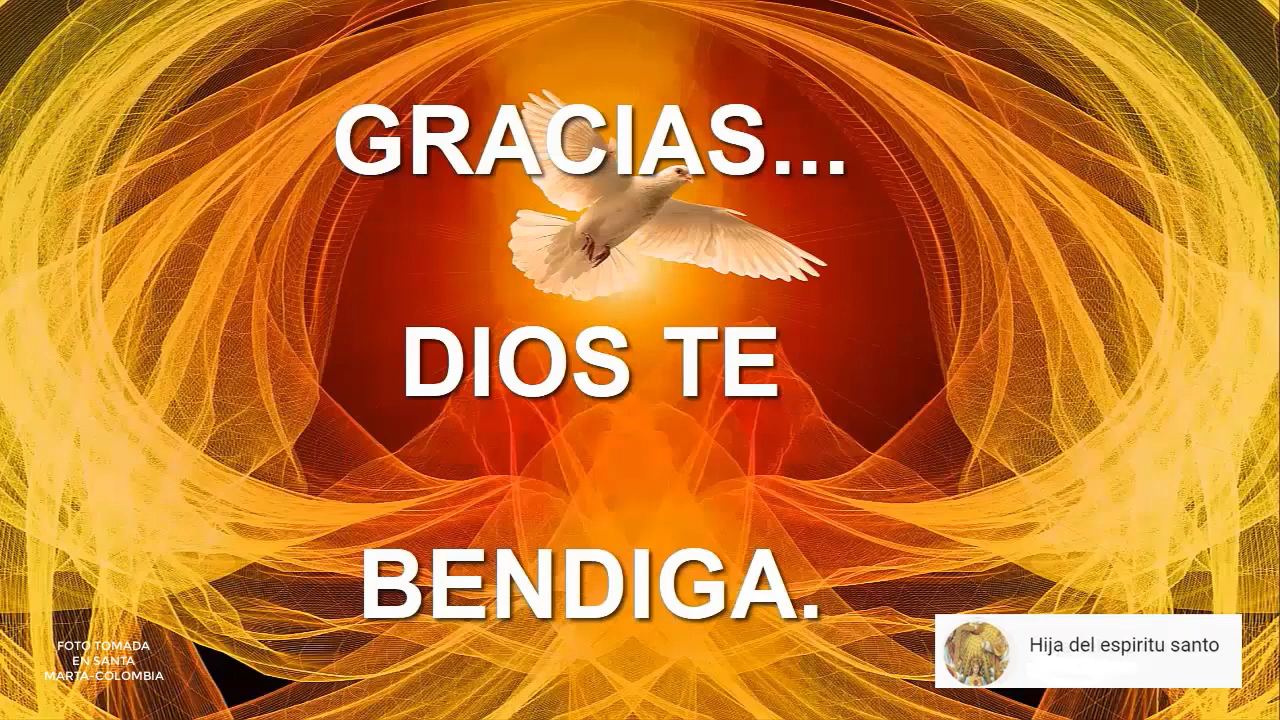 GRACIAS...
DIOS TE
BENDIGA.
FOTO TOMADA
EN SANTA
MARTA-COLOMBIA
Hija del espiritu santo